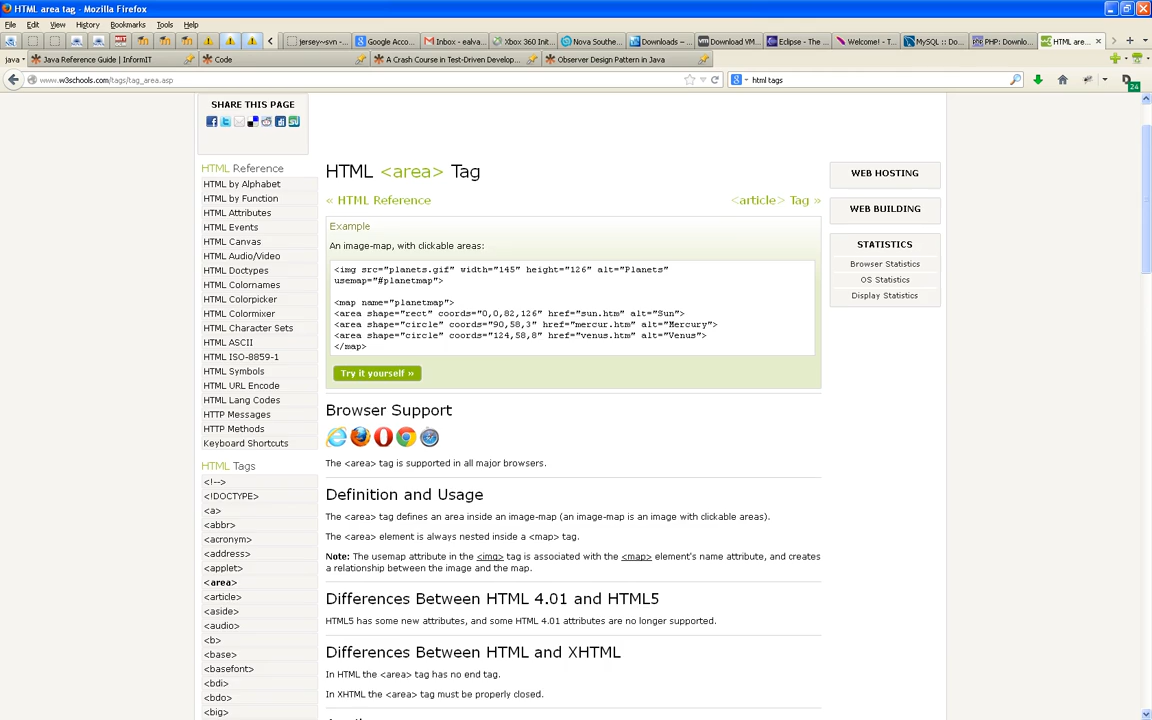 HTML area tag - Mozilla Firefox
File Edit View History Bookmarks Tools Help
jersey~svn -... Google Acco... Inbox - ealva... Xbox 360 Init... Nova Southe... Downloads –... Download VM... Eclipse - The ... Welcome! - T... MySQL :: D... PHP: Downlo... HTML are...
java Java Reference Guide | InformIT Code A Crash Course in Test-Driven Develop... Observer Design Pattern in Java
www.w3schools.com/tags/tag_area.asp html tags 24
SHARE THIS PAGE
HTML Reference
HTML by Alphabet
HTML by Function
HTML Attributes
HTML Events
HTML Canvas
HTML Audio/Video
HTML Doctypes
HTML Colornames
HTML Colorpicker
HTML Colormixer
HTML Character Sets
HTML ASCII
HTML ISO-8859-1
HTML Symbols
HTML URL Encode
HTML Lang Codes
HTTP Messages
HTTP Methods
Keyboard Shortcuts
HTML Tags
<!-->
<!DOCTYPE>
<a>
<abbr>
<acronym>
<address>
<applet>
<area>
<article>
<aside>
<audio>
<b>
<base>
<basefont>
<bdi>
<bdo>
<big>
HTML <area> Tag
« HTML Reference <article> Tag »
Example
An image-map, with clickable areas:
<img src="planets.gif" width="145" height="126" alt="Planets"
usemap="#planetmap">
<map name="planetmap">
<area shape="rect" coords="0,0,82,126" href="sun.htm" alt="Sun">
<area shape="circle" coords="90,58,3" href="mercur.htm" alt="Mercury">
<area shape="circle" coords="124,58,8" href="venus.htm" alt="Venus">
</map>
Try it yourself »
Browser Support
The <area> tag is supported in all major browsers.
Definition and Usage
The <area> tag defines an area inside an image-map (an image-map is an image with clickable areas).
The <area> element is always nested inside a <map> tag.
Note: The usemap attribute in the <img> tag is associated with the <map> element's name attribute, and creates
a relationship between the image and the map.
Differences Between HTML 4.01 and HTML5
HTML5 has some new attributes, and some HTML 4.01 attributes are no longer supported.
Differences Between HTML and XHTML
In HTML the <area> tag has no end tag.
In XHTML the <area> tag must be properly closed.
WEB HOSTING
WEB BUILDING
STATISTICS
Browser Statistics
OS Statistics
Display Statistics